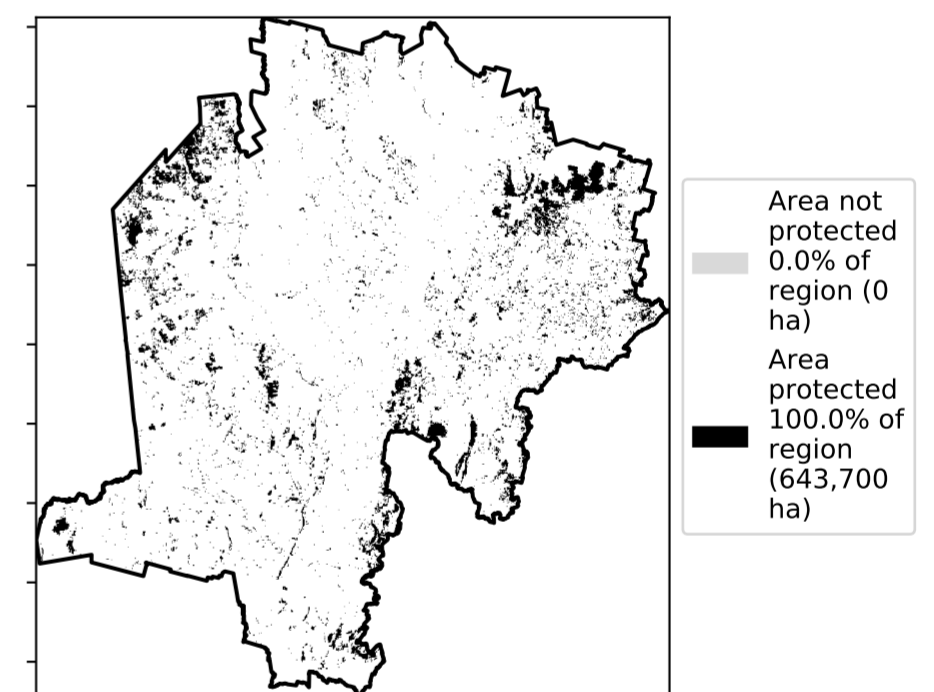 Area not
protected
0.0% of
region (0
ha)
Area
protected
100.0% of
region
(643,700
ha)